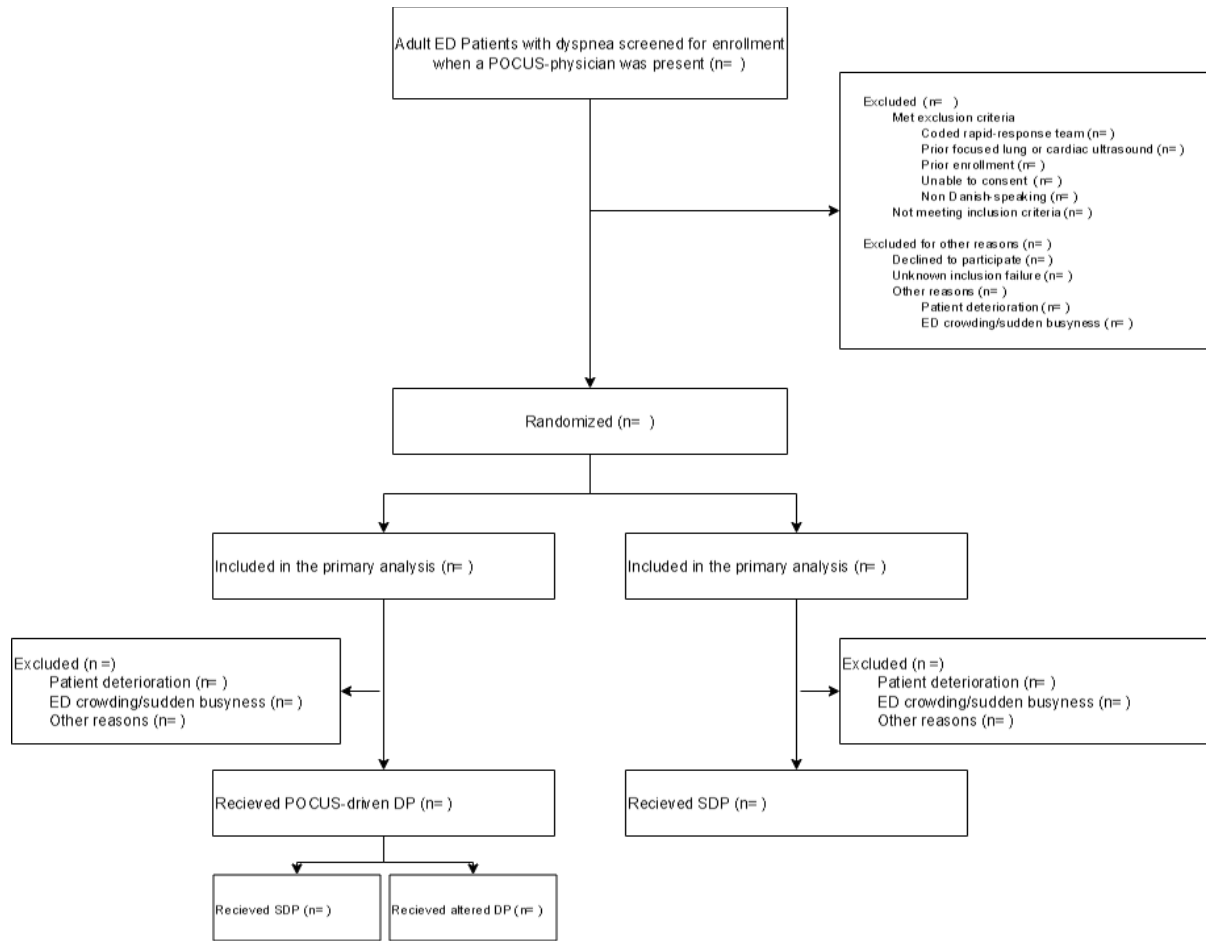 Adult ED Patients with dyspnea screened for enrollment
when a POCUS-physician was present (n= )
Excluded (n= )
Met exclusion criteria
Coded rapid-response team (n= )
Prior focused lung or cardiac ultrasound (n= )
Prior enrollment (n= )
Unable to consent (n= )
Non Danish-speaking (n= )
Not meeting inclusion criteria (n= )
Excluded for other reasons (n= )
Declined to participate (n= )
Unknown inclusion failure (n= )
Other reasons (n= )
Patient deterioration (n= )
ED crowding/sudden busyness (n= )
Randomized (n= )
Included in the primary analysis (n= )
Included in the primary analysis (n= )
Excluded (n =)
Patient deterioration (n= )
ED crowding/sudden busyness (n= )
Other reasons (n= )
Excluded (n =)
Patient deterioration (n= )
ED crowding/sudden busyness (n= )
Other reasons (n= )
Recieved POCUS-driven DP (n= )
Recieved SDP (n= )
Recieved SDP (n= )
Recieved altered DP (n= )